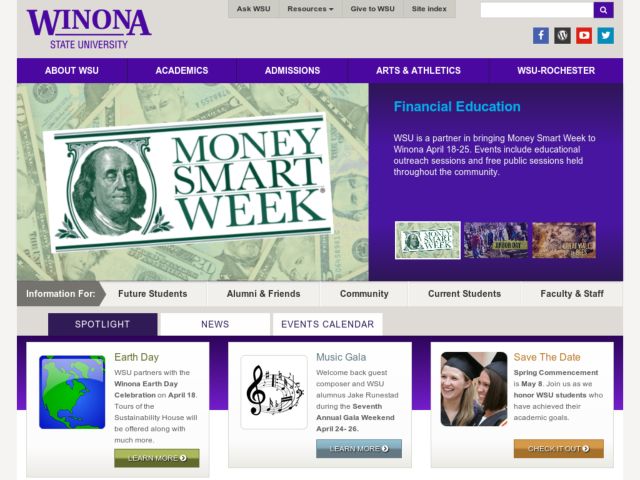 WINONA
STATE UNIVERSITY
Ask WSU
Resources
Give to WSU
Site index
ABOUT WSU
ACADEMICS
ADMISSIONS
ARTS & ATHLETICS
WSU-ROCHESTER
MONEY
SMART
WEEK®
Financial Education
WSU is a partner in bringing Money Smart Week to
Winona April 18-25. Events include educational
outreach sessions and free public sessions held
throughout the community.
MONEY
SMART
WEEK
ARBOR DAY
Information For:
Future Students
Alumni & Friends
Community
Current Students
Faculty & Staff
SPOTLIGHT
NEWS
EVENTS CALENDAR
Earth Day
WSU partners with the
Winona Earth Day
Celebration on April 18.
Tours of the
Sustainability House will
be offered along with
much more.
LEARN MORE
Music Gala
Welcome back guest
composer and WSU
alumnus Jake Runestad
during the Seventh
Annual Gala Weekend
April 24- 26.
LEARN MORE
Save The Date
Spring Commencement
is May 8. Join us as we
honor WSU students who
have achieved their
academic goals.
CHECK IT OUT